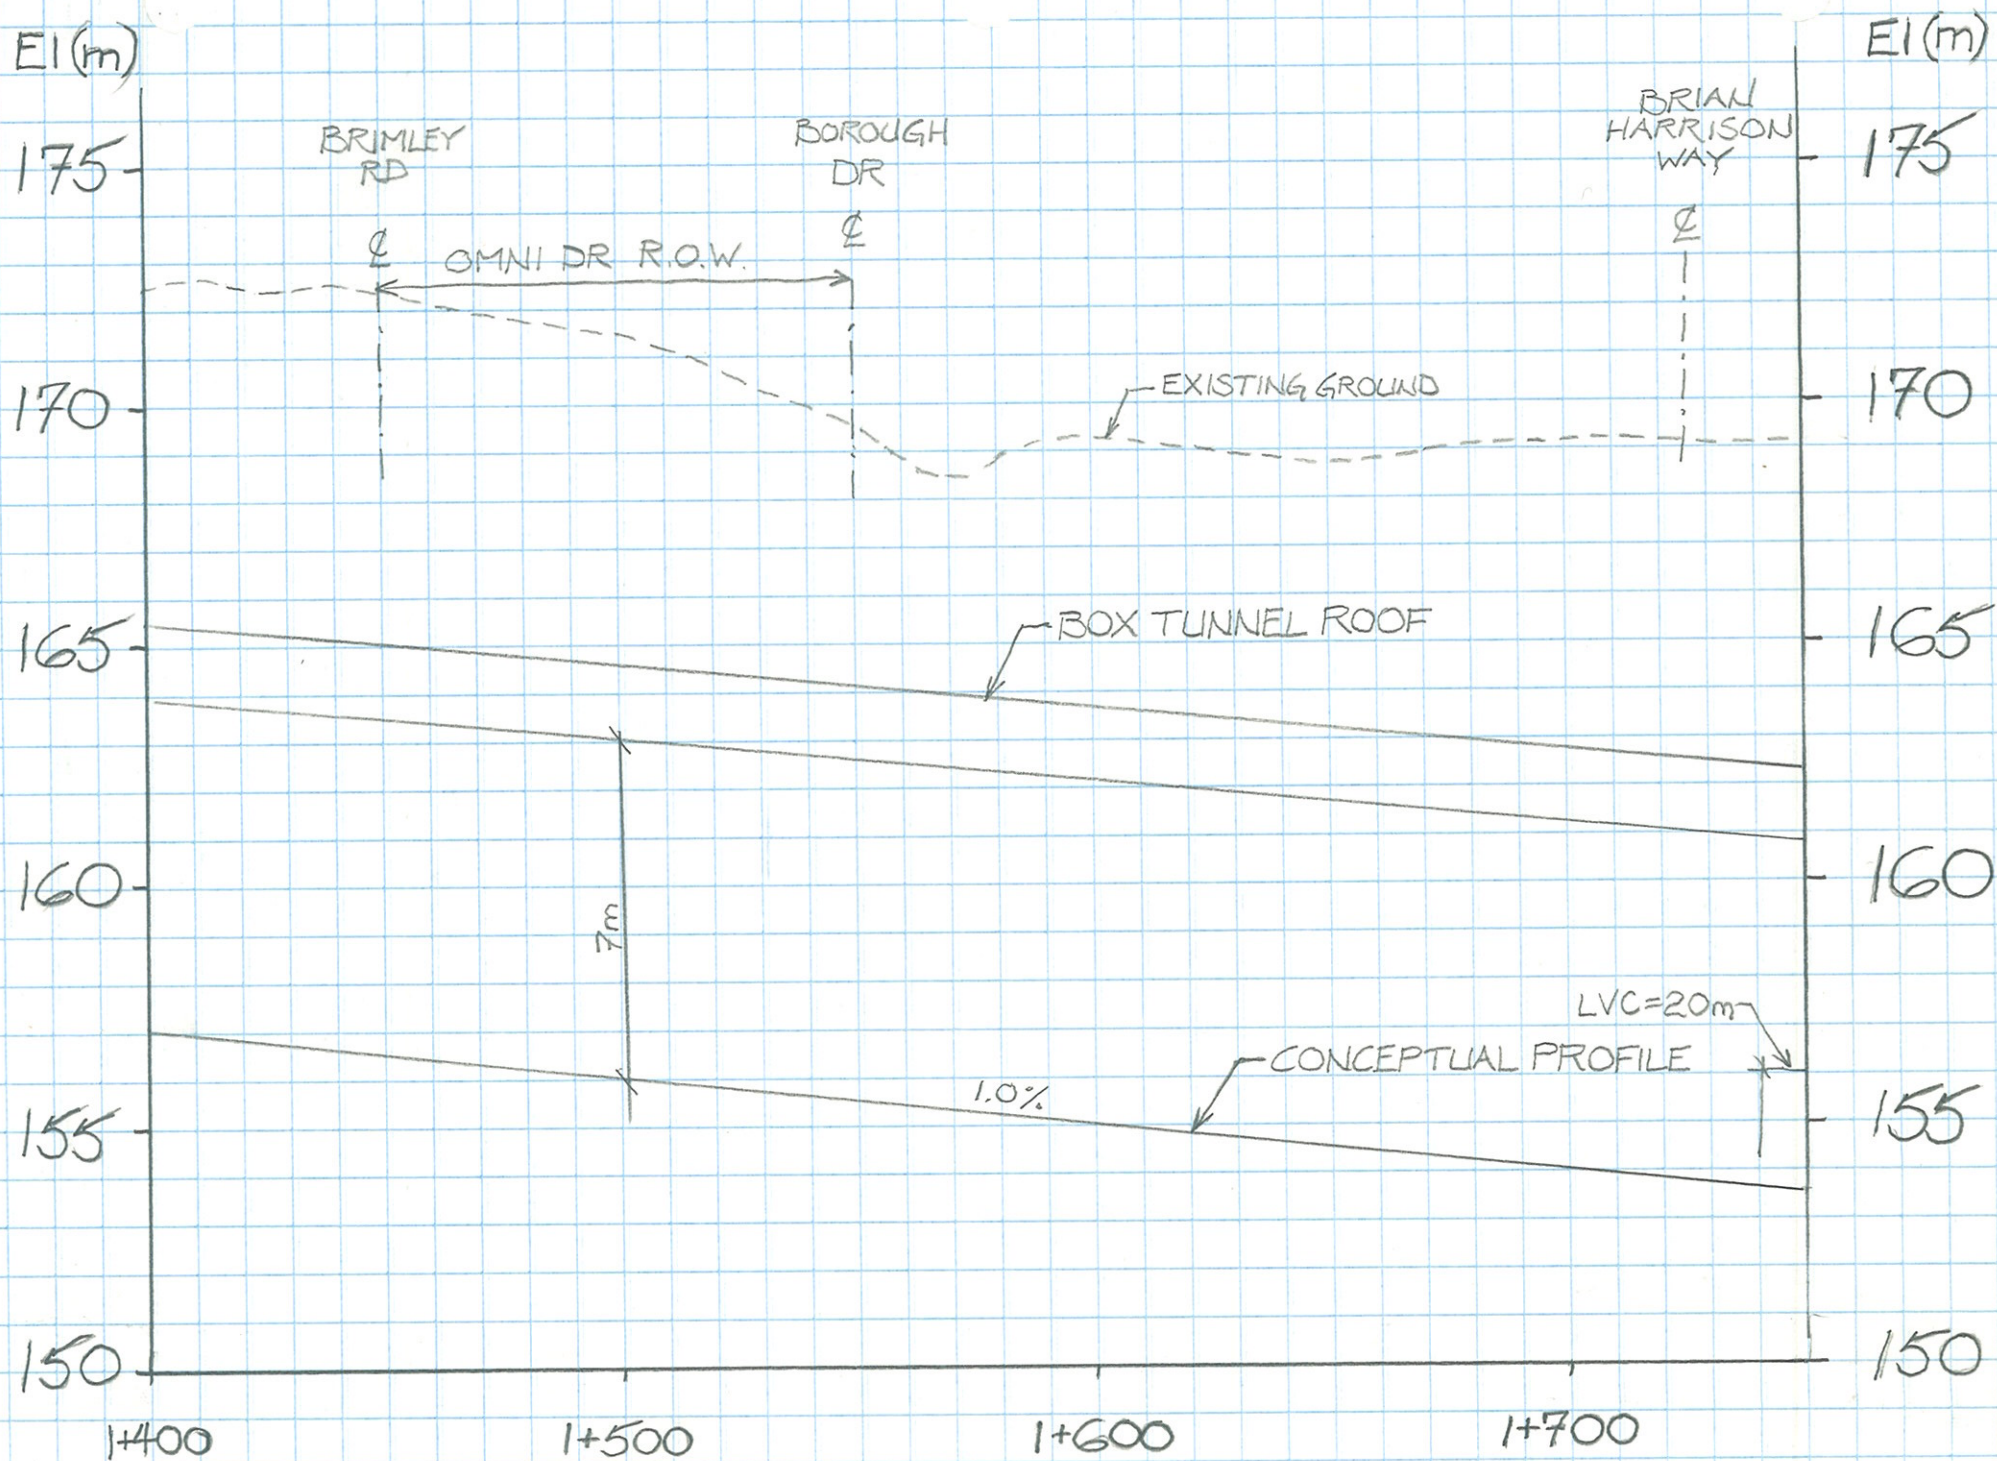 El (m)
El (m)
BRIMLEY
RD
BOROUGH
DR
BRIAN
HARRISON
WAY
175
175
℄
℄
℄
OMNI DR R.O.W.
170
EXISTING GROUND
170
165
BOX TUNNEL ROOF
165
160
160
7m
LVC=20m
CONCEPTUAL PROFILE
1.0%
155
155
150
150
1+400
1+500
1+600
1+700